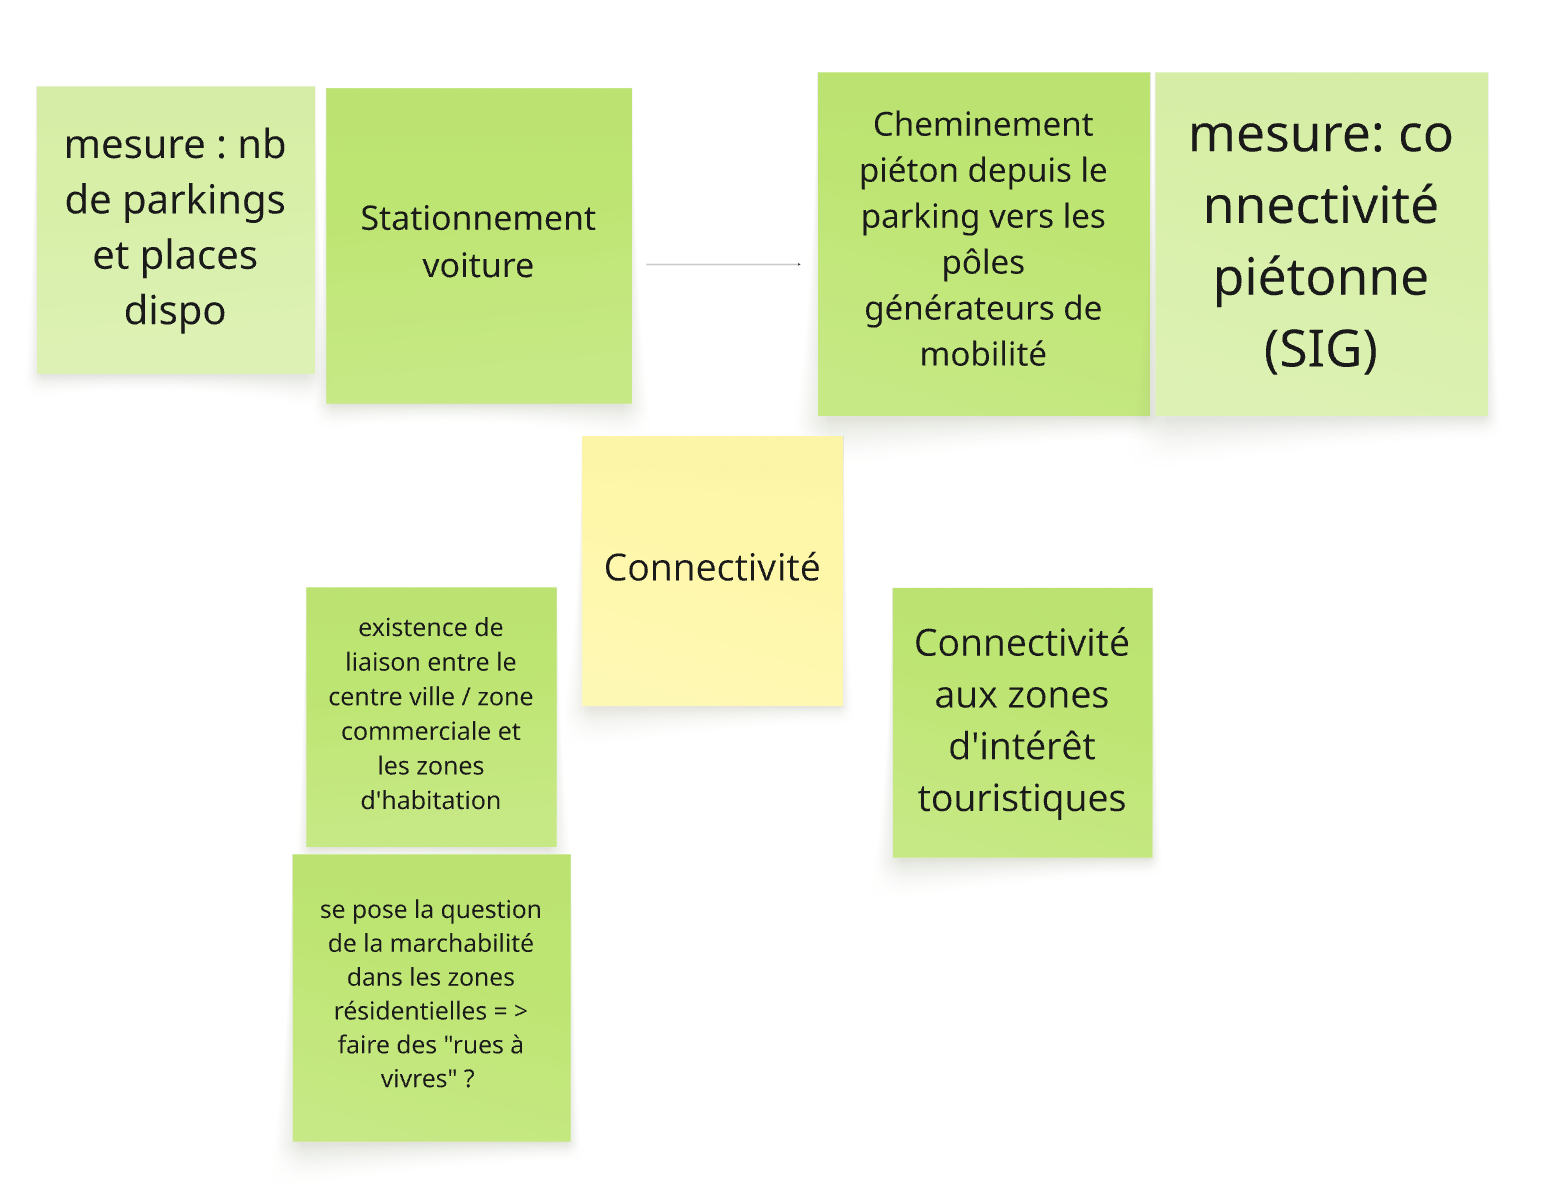 mesure : nb
de parkings
et places
dispo
Stationnement
voiture
Cheminement
piéton depuis le
parking vers les
pôles
générateurs de
mobilité
mesure: co
nnectivité
piétonne
(SIG)
Connectivité
existence de
liaison entre le
centre ville / zone
commerciale et
les zones
d'habitation
Connectivité
aux zones
d'intérêt
touristiques
se pose la question
de la marchabilité
dans les zones
résidentielles = >
faire des "rues à
vivres" ?